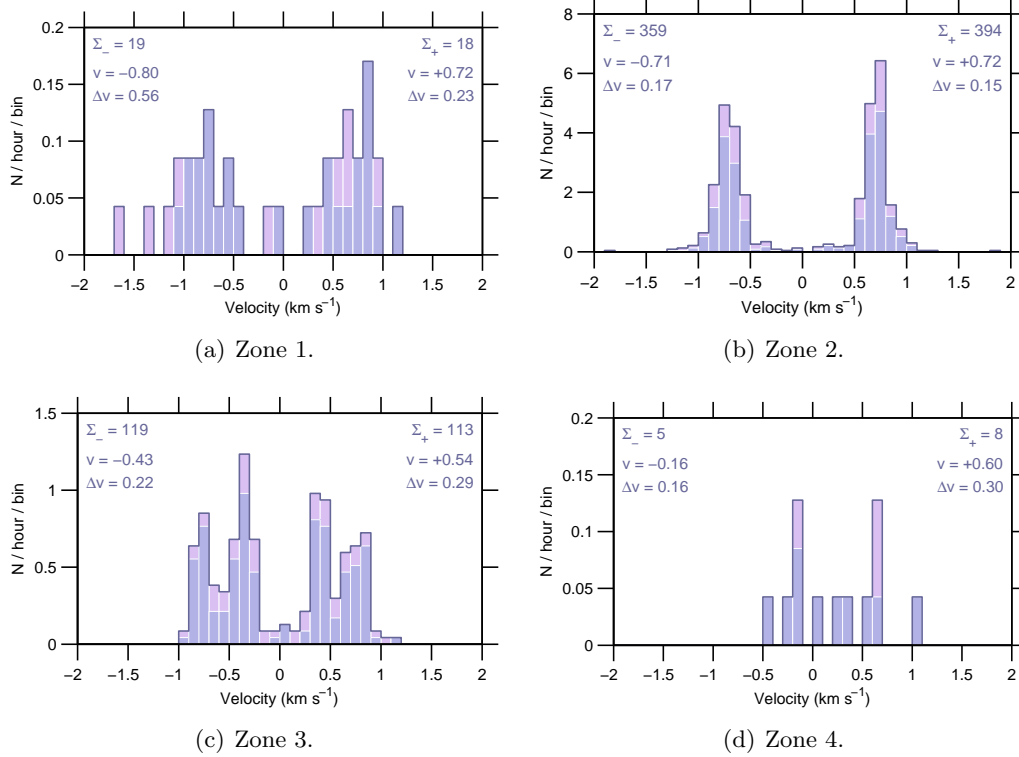 0.2
0.15
0.1
0.05
0
N / hour / bin
Σ− = 19
v = −0.80
Δv = 0.56
Σ+ = 18
v = +0.72
Δv = 0.23
−2 −1.5 −1 −0.5 0 0.5 1 1.5 2
Velocity (km s−1)
(a) Zone 1.
8
6
4
2
0
N / hour / bin
Σ− = 359
v = −0.71
Δv = 0.17
Σ+ = 394
v = +0.72
Δv = 0.15
−2 −1.5 −1 −0.5 0 0.5 1 1.5 2
Velocity (km s−1)
(b) Zone 2.
1.5
1
0.5
0
N / hour / bin
Σ− = 119
v = −0.43
Δv = 0.22
Σ+ = 113
v = +0.54
Δv = 0.29
−2 −1.5 −1 −0.5 0 0.5 1 1.5 2
Velocity (km s−1)
(c) Zone 3.
0.2
0.15
0.1
0.05
0
N / hour / bin
Σ− = 5
v = −0.16
Δv = 0.16
Σ+ = 8
v = +0.60
Δv = 0.30
−2 −1.5 −1 −0.5 0 0.5 1 1.5 2
Velocity (km s−1)
(d) Zone 4.